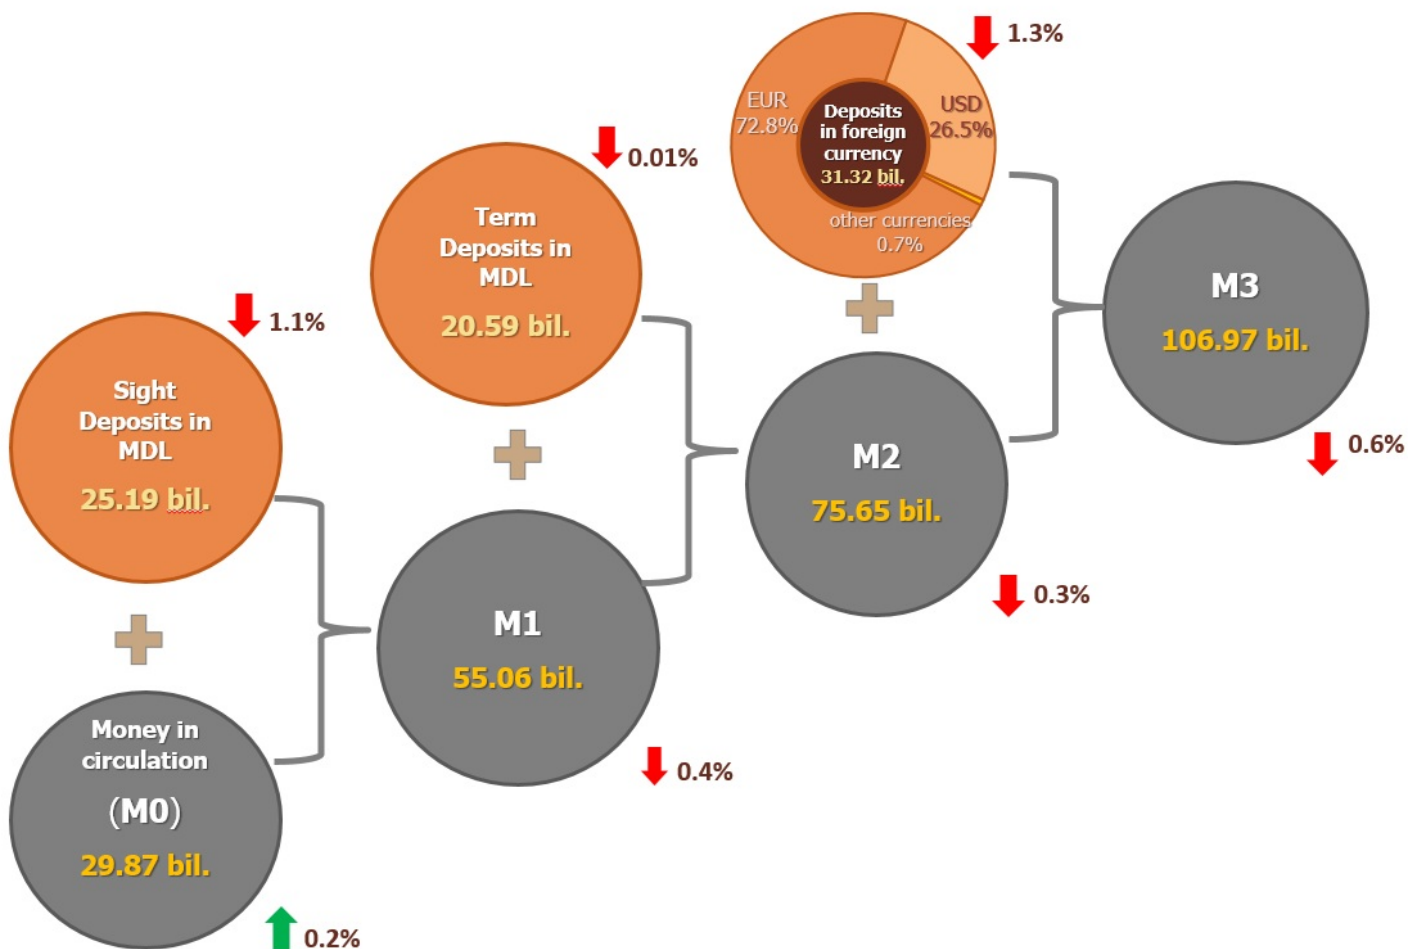 1.3%
EUR
72.8%
USD
26.5%
Deposits
in foreign
currency
31.32 bil.
other currencies
0.7%
0.01%
Term
Deposits in
MDL
20.59 bil.
1.1%
Sight
Deposits in
MDL
25.19 bil.
M3
106.97 bil.
0.6%
M2
75.65 bil.
0.3%
M1
55.06 bil.
0.4%
Money in
circulation
(M0)
29.87 bil.
0.2%